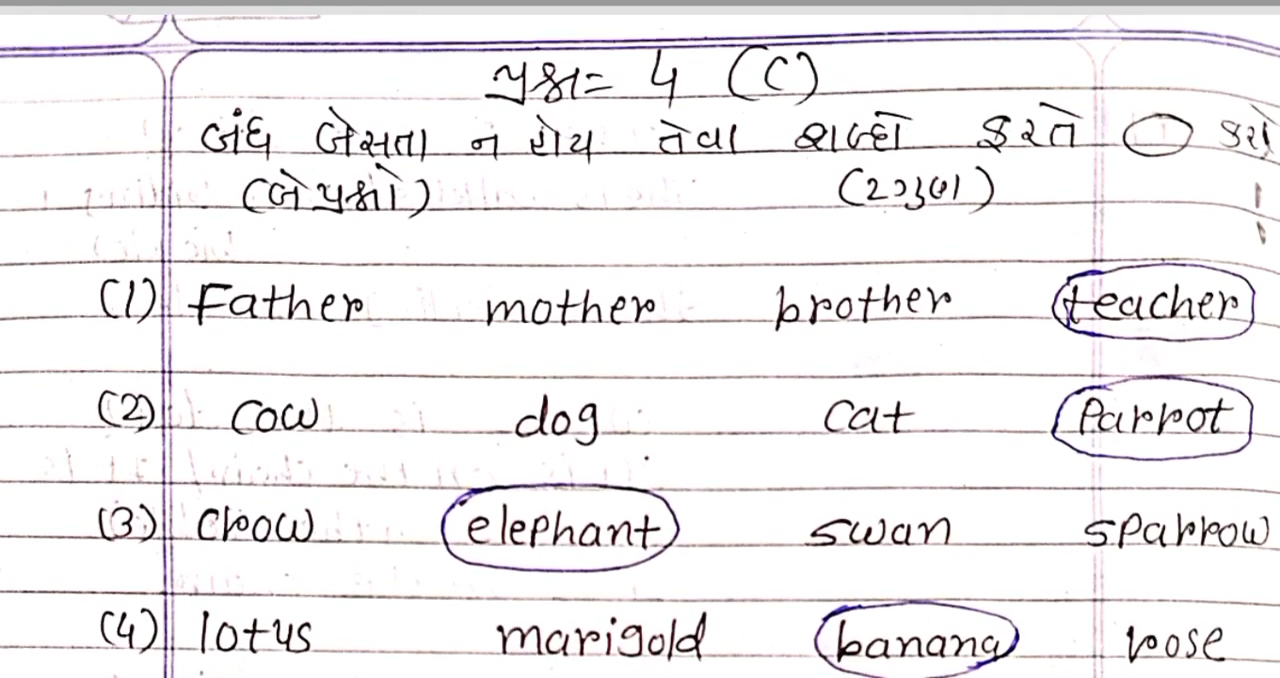 પ્રશ્ન= 4 (C)
બંધ બેસતા ન હોય તેવા શબ્દો ફરતે ◯ કરો
(બે પ્રશ્નો) (2 ગુણ)
(1) Father mother brother teacher
(2) cow dog cat Parrot
(3) crow elephant swan sparrow
(4) lotus marigold banana rose